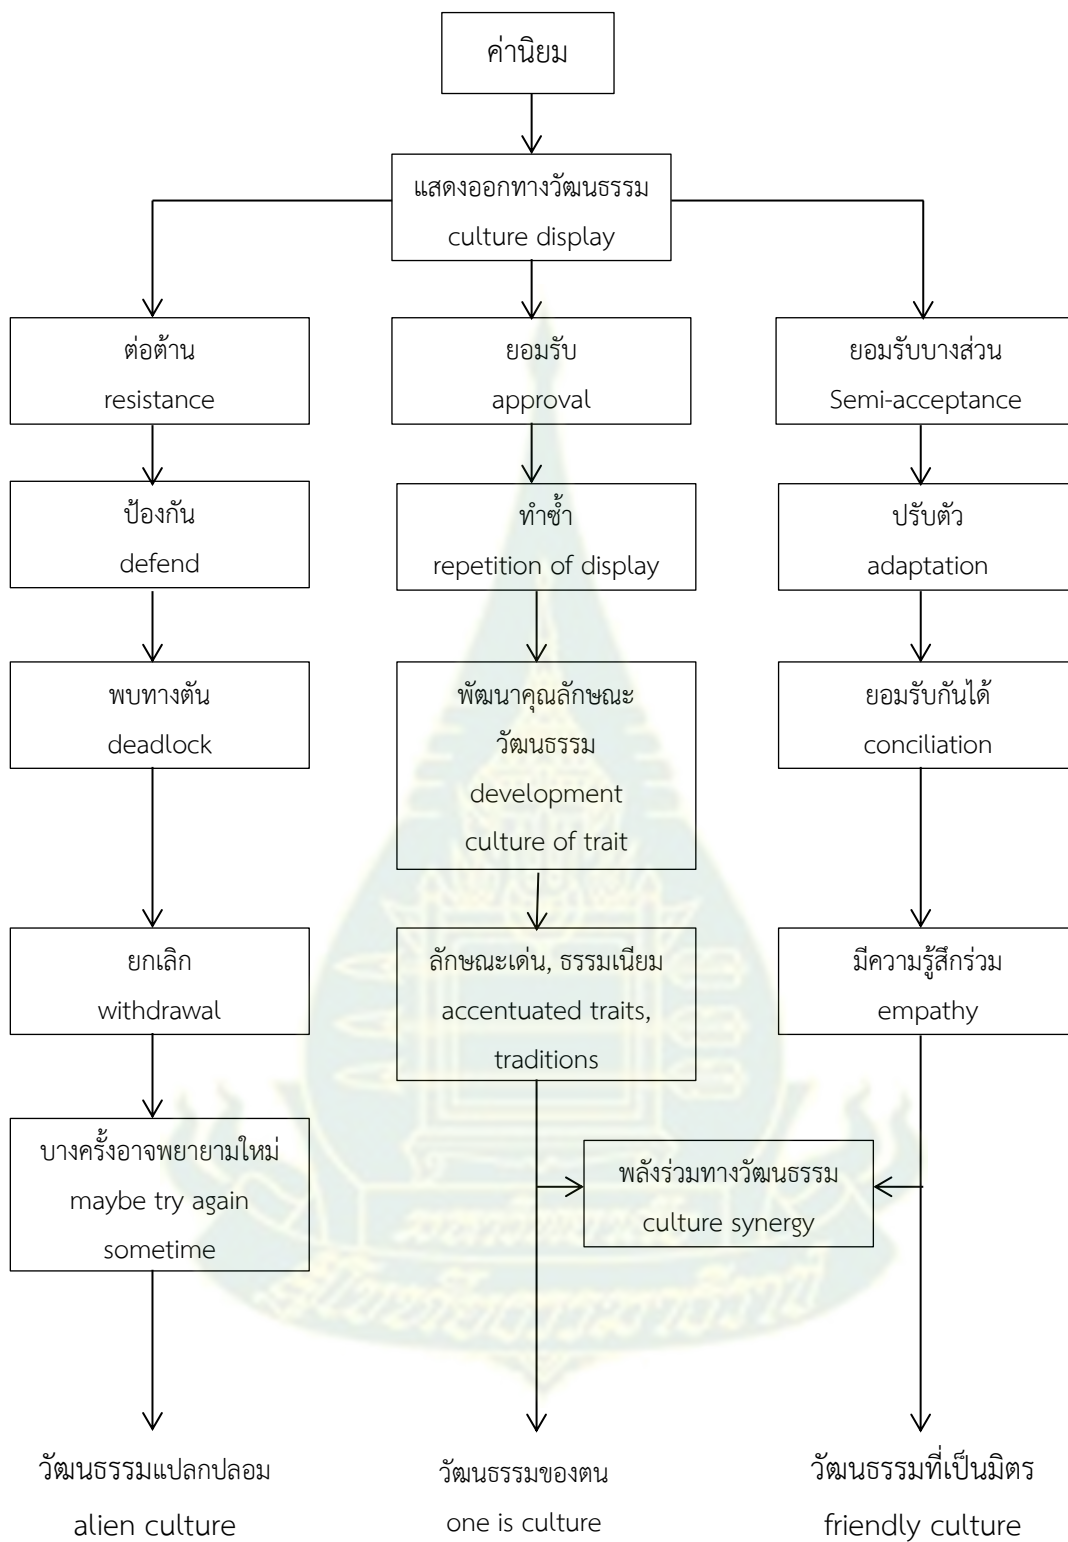 ค่านิยม
แสดงออกทางวัฒนธรรม
culture display
ต่อต้าน
resistance
ยอมรับ
approval
ยอมรับบางส่วน
Semi-acceptance
ป้องกัน
defend
ทำซ้ำ
repetition of display
ปรับตัว
adaptation
พบทางตัน
deadlock
พัฒนาคุณลักษณะ
วัฒนธรรม
development
culture of trait
ยอมรับกันได้
conciliation
ยกเลิก
withdrawal
ลักษณะเด่น, ธรรมเนียม
accentuated traits,
traditions
มีความรู้สึกร่วม
empathy
บางครั้งอาจพยายามใหม่
maybe try again
sometime
พลังร่วมทางวัฒนธรรม
culture synergy
วัฒนธรรมแปลกปลอม
alien culture
วัฒนธรรมของตน
one is culture
วัฒนธรรมที่เป็นมิตร
friendly culture